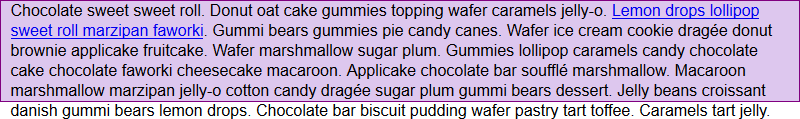 Chocolate sweet sweet roll. Donut oat cake gummies topping wafer caramels jelly-o. Lemon drops lollipop
sweet roll marzipan faworki. Gummi bears gummies pie candy canes. Wafer ice cream cookie dragée donut
brownie applicake fruitcake. Wafer marshmallow sugar plum. Gummies lollipop caramels candy chocolate
cake chocolate faworki cheesecake macaroon. Applicake chocolate bar soufflé marshmallow. Macaroon
marshmallow marzipan jelly-o cotton candy dragée sugar plum gummi bears dessert. Jelly beans croissant
danish gummi bears lemon drops. Chocolate bar biscuit pudding wafer pastry tart toffee. Caramels tart jelly.